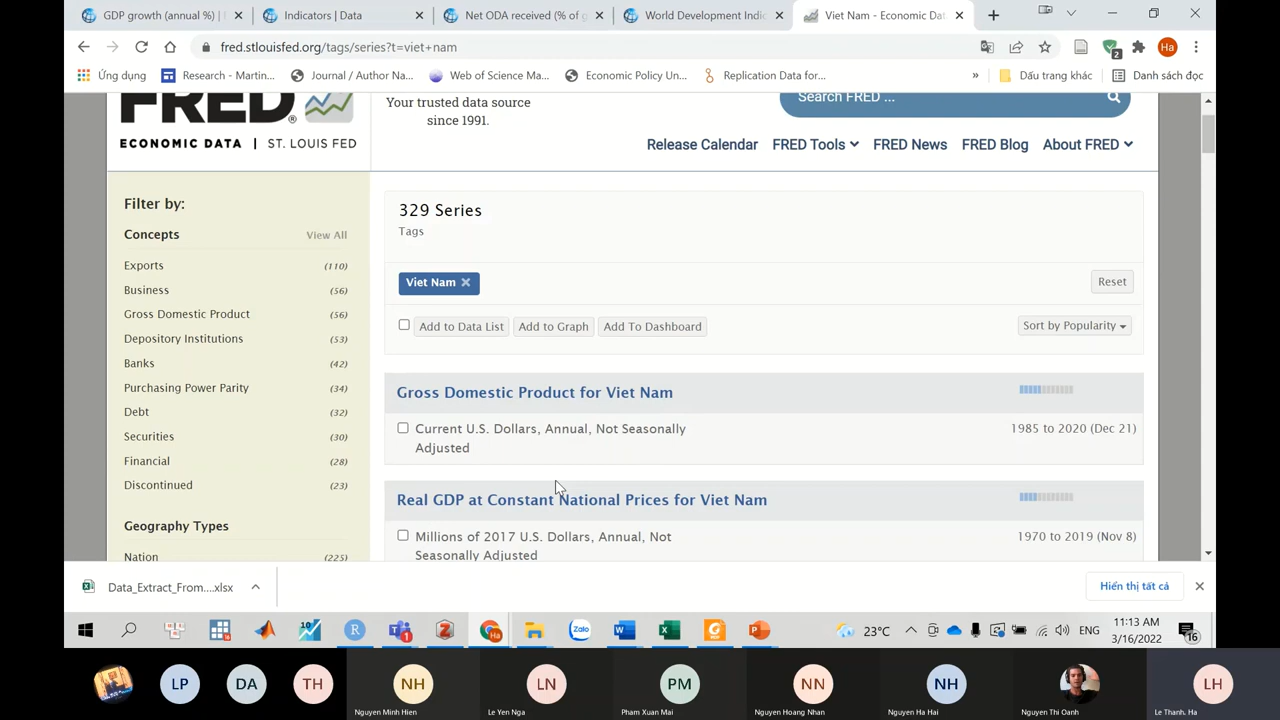 GDP growth (annual %) |
Indicators | Data
Net ODA received (% of g
World Development Indic
Viet Nam - Economic Dat
fred.stlouisfed.org/tags/series?t=viet+nam
2
Ha
Ứng dụng
Research - Martin...
Journal / Author Na...
Web of Science Ma...
Economic Policy Un...
Replication Data for...
»
Dấu trang khác
Danh sách đọc
FRED
ECONOMIC DATA | ST. LOUIS FED
Your trusted data source
since 1991.
Search FRED ...
Release Calendar
FRED Tools
FRED News
FRED Blog
About FRED
Filter by:
Concepts
View All
Exports (110)
Business (56)
Gross Domestic Product (56)
Depository Institutions (53)
Banks (42)
Purchasing Power Parity (34)
Debt (32)
Securities (30)
Financial (28)
Discontinued (23)
Geography Types
Nation (225)
329 Series
Tags
Viet Nam
Reset
Add to Data List
Add to Graph
Add To Dashboard
Sort by Popularity
Gross Domestic Product for Viet Nam
Current U.S. Dollars, Annual, Not Seasonally
Adjusted
1985 to 2020 (Dec 21)
Real GDP at Constant National Prices for Viet Nam
Millions of 2017 U.S. Dollars, Annual, Not
Seasonally Adjusted
1970 to 2019 (Nov 8)
Data_Extract_From....xlsx
Hiển thị tất cả
Zalo
23°C
ENG
11:13 AM
3/16/2022
16
LP
DA
TH
NH
LN
PM
NN
NH
LH
Nguyen Minh Hien
Le Yen Nga
Pham Xuan Mai
Nguyen Hoang Nhan
Nguyen Ha Hai
Nguyen Thi Oanh
Le Thanh. Ha